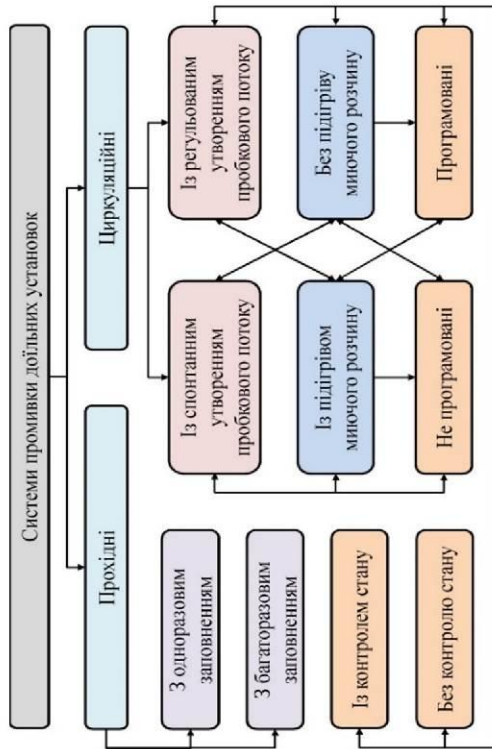 Системи промивки доїльних установок
Прохідні
Циркуляційні
З одноразовим
заповненням
З багаторазовим
заповненням
Із контролем стану
Без контролю стану
Із спонтанним
утворенням
пробкового потоку
Із регульованим
утворенням
пробкового потоку
Із підігрівом
миючого розчину
Без підігріву
миючого розчину
Не програмовані
Програмовані